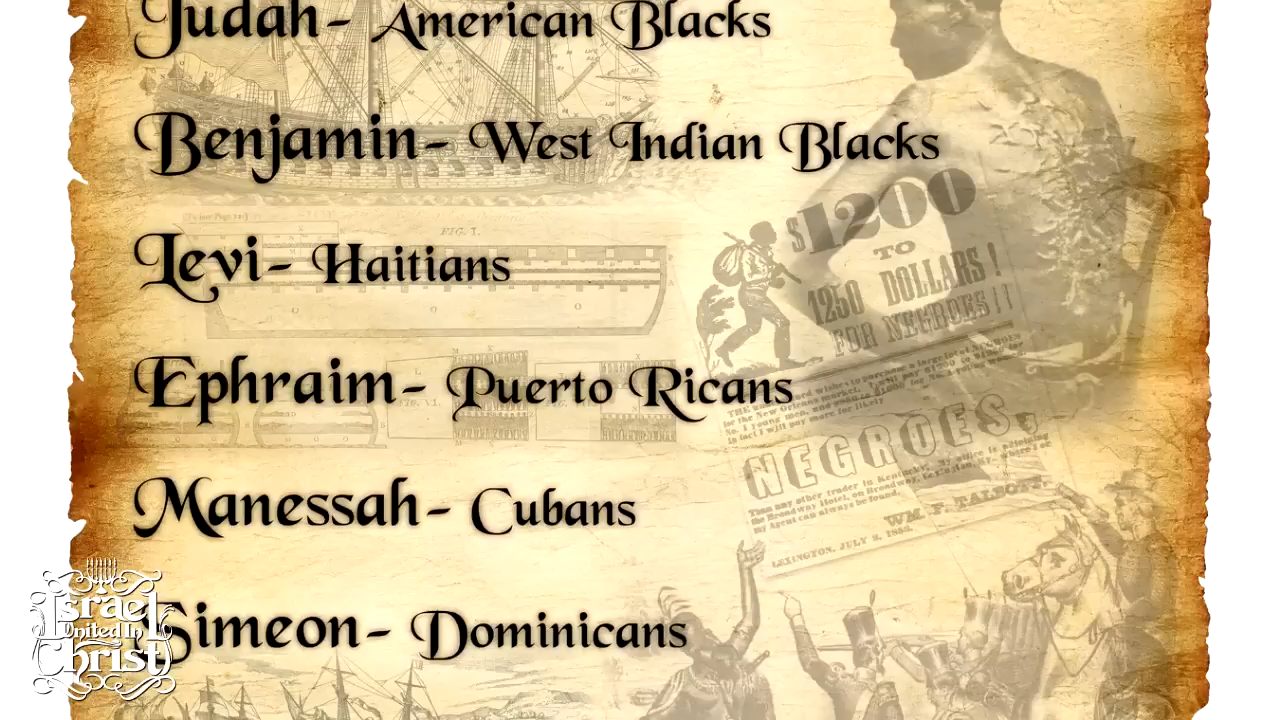 Judah- American Blacks
Benjamin- West Indian Blacks
Levi- Haitians
Ephraim- Puerto Ricans
Manessah- Cubans
Simeon- Dominicans
FIG. I.
$1200
TO
1250 DOLLARS!
FOR NEGROES!!
NEGROES,
WM. F. TALBOTT.
LEXINGTON, JULY 2, 1853.
Israel
United In
Christ